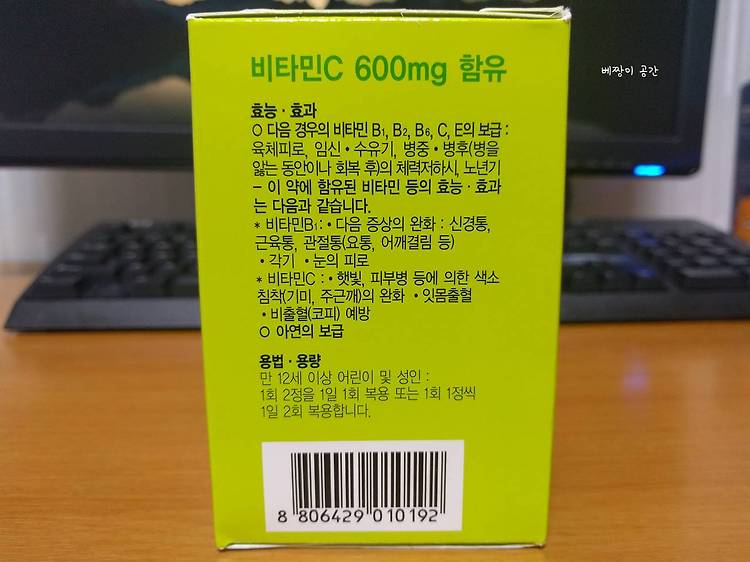 비타민C 600mg 함유
베짱이 공간
효능 · 효과
O 다음 경우의 비타민 B1, B2, B6, C, E의 보급 :
육체피로, 임신 • 수유기, 병중 • 병후(병을
앓는 동안이나 회복 후)의 체력저하시, 노년기
– 이 약에 함유된 비타민 등의 효능 · 효과
는 다음과 같습니다.
* 비타민B1: • 다음 증상의 완화 : 신경통,
근육통, 관절통(요통, 어깨결림 등)
• 각기 • 눈의 피로
* 비타민C : • 햇빛, 피부병 등에 의한 색소
침착(기미, 주근깨)의 완화 • 잇몸출혈
• 비출혈(코피) 예방
O 아연의 보급
용법 · 용량
만 12세 이상 어린이 및 성인 :
1회 2정을 1일 1회 복용 또는 1회 1정씩
1일 2회 복용합니다.
8 806429 010192